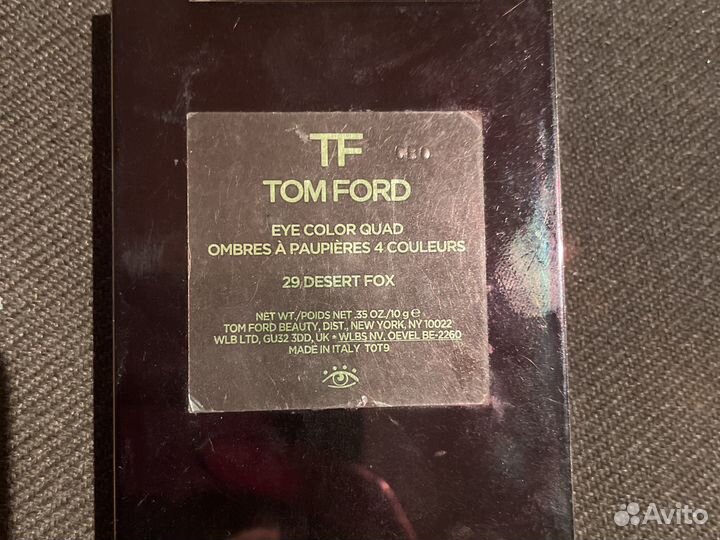 TF
TOM FORD
EYE COLOR QUAD
OMBRES À PAUPIÈRES 4 COULEURS
29 DESERT FOX
NET WT./POIDS NET .35 OZ./10 g ℮
TOM FORD BEAUTY, DIST., NEW YORK, NY 10022
WLB LTD, GU32 3DD, UK • WLBS NV. OEVEL BE-2260
MADE IN ITALY T0T9
Avito